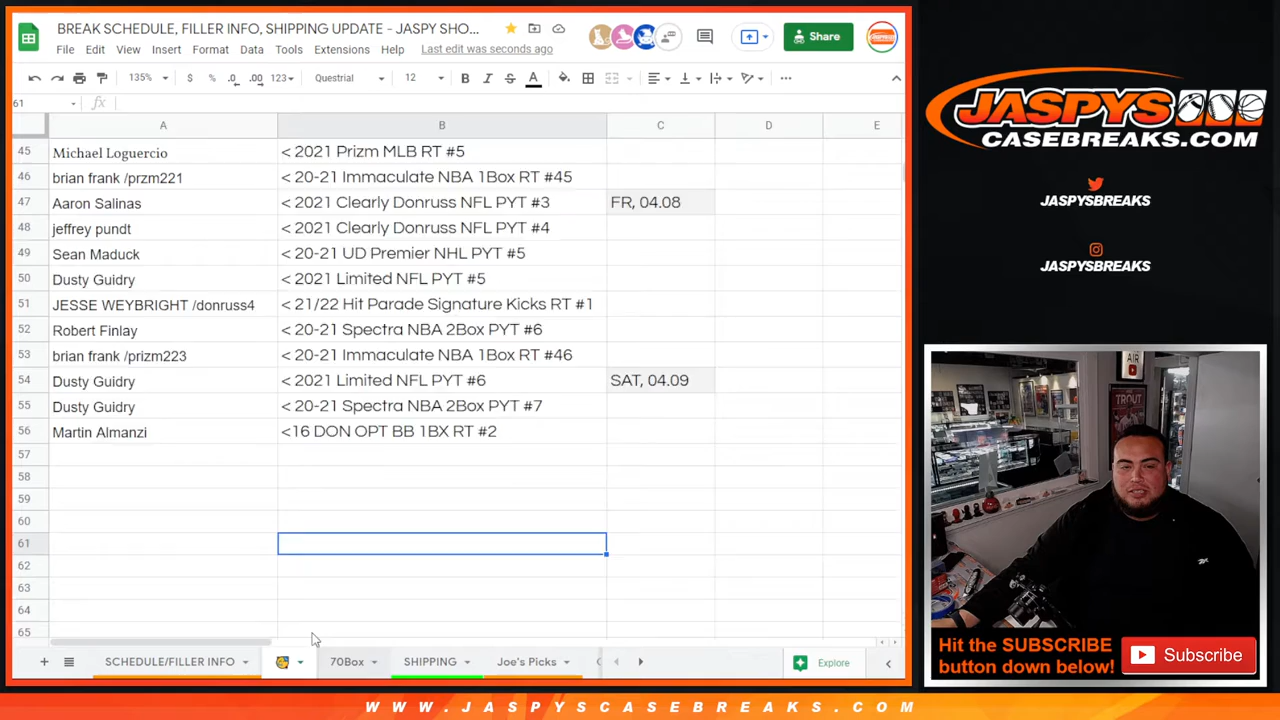 BREAK SCHEDULE, FILLER INFO, SHIPPING UPDATE - JASPY SHO...
File Edit View Insert Format Data Tools Extensions Help Last edit was seconds ago
Share
135% $ % .0 .00 123 Questrial 12 B I S A
61 fx
A B C D E
45 Michael Loguercio < 2021 Prizm MLB RT #5
46 brian frank /przm221 < 20-21 Immaculate NBA 1Box RT #45
47 Aaron Salinas < 2021 Clearly Donruss NFL PYT #3 FR, 04.08
48 jeffrey pundt < 2021 Clearly Donruss NFL PYT #4
49 Sean Maduck < 20-21 UD Premier NHL PYT #5
50 Dusty Guidry < 2021 Limited NFL PYT #5
51 JESSE WEYBRIGHT /donruss4 < 21/22 Hit Parade Signature Kicks RT #1
52 Robert Finlay < 20-21 Spectra NBA 2Box PYT #6
53 brian frank /prizm223 < 20-21 Immaculate NBA 1Box RT #46
54 Dusty Guidry < 2021 Limited NFL PYT #6 SAT, 04.09
55 Dusty Guidry < 20-21 Spectra NBA 2Box PYT #7
56 Martin Almanzi <16 DON OPT BB 1BX RT #2
57
58
59
60
61
62
63
64
65
SCHEDULE/FILLER INFO 70Box SHIPPING Joe's Picks Explore
JASPYS
CASEBREAKS.COM
JASPYSBREAKS
JASPYSBREAKS
AIR
TROUT
Hit the SUBSCRIBE
button down below!
Subscribe
WWW.JASPYSCASEBREAKS.COM